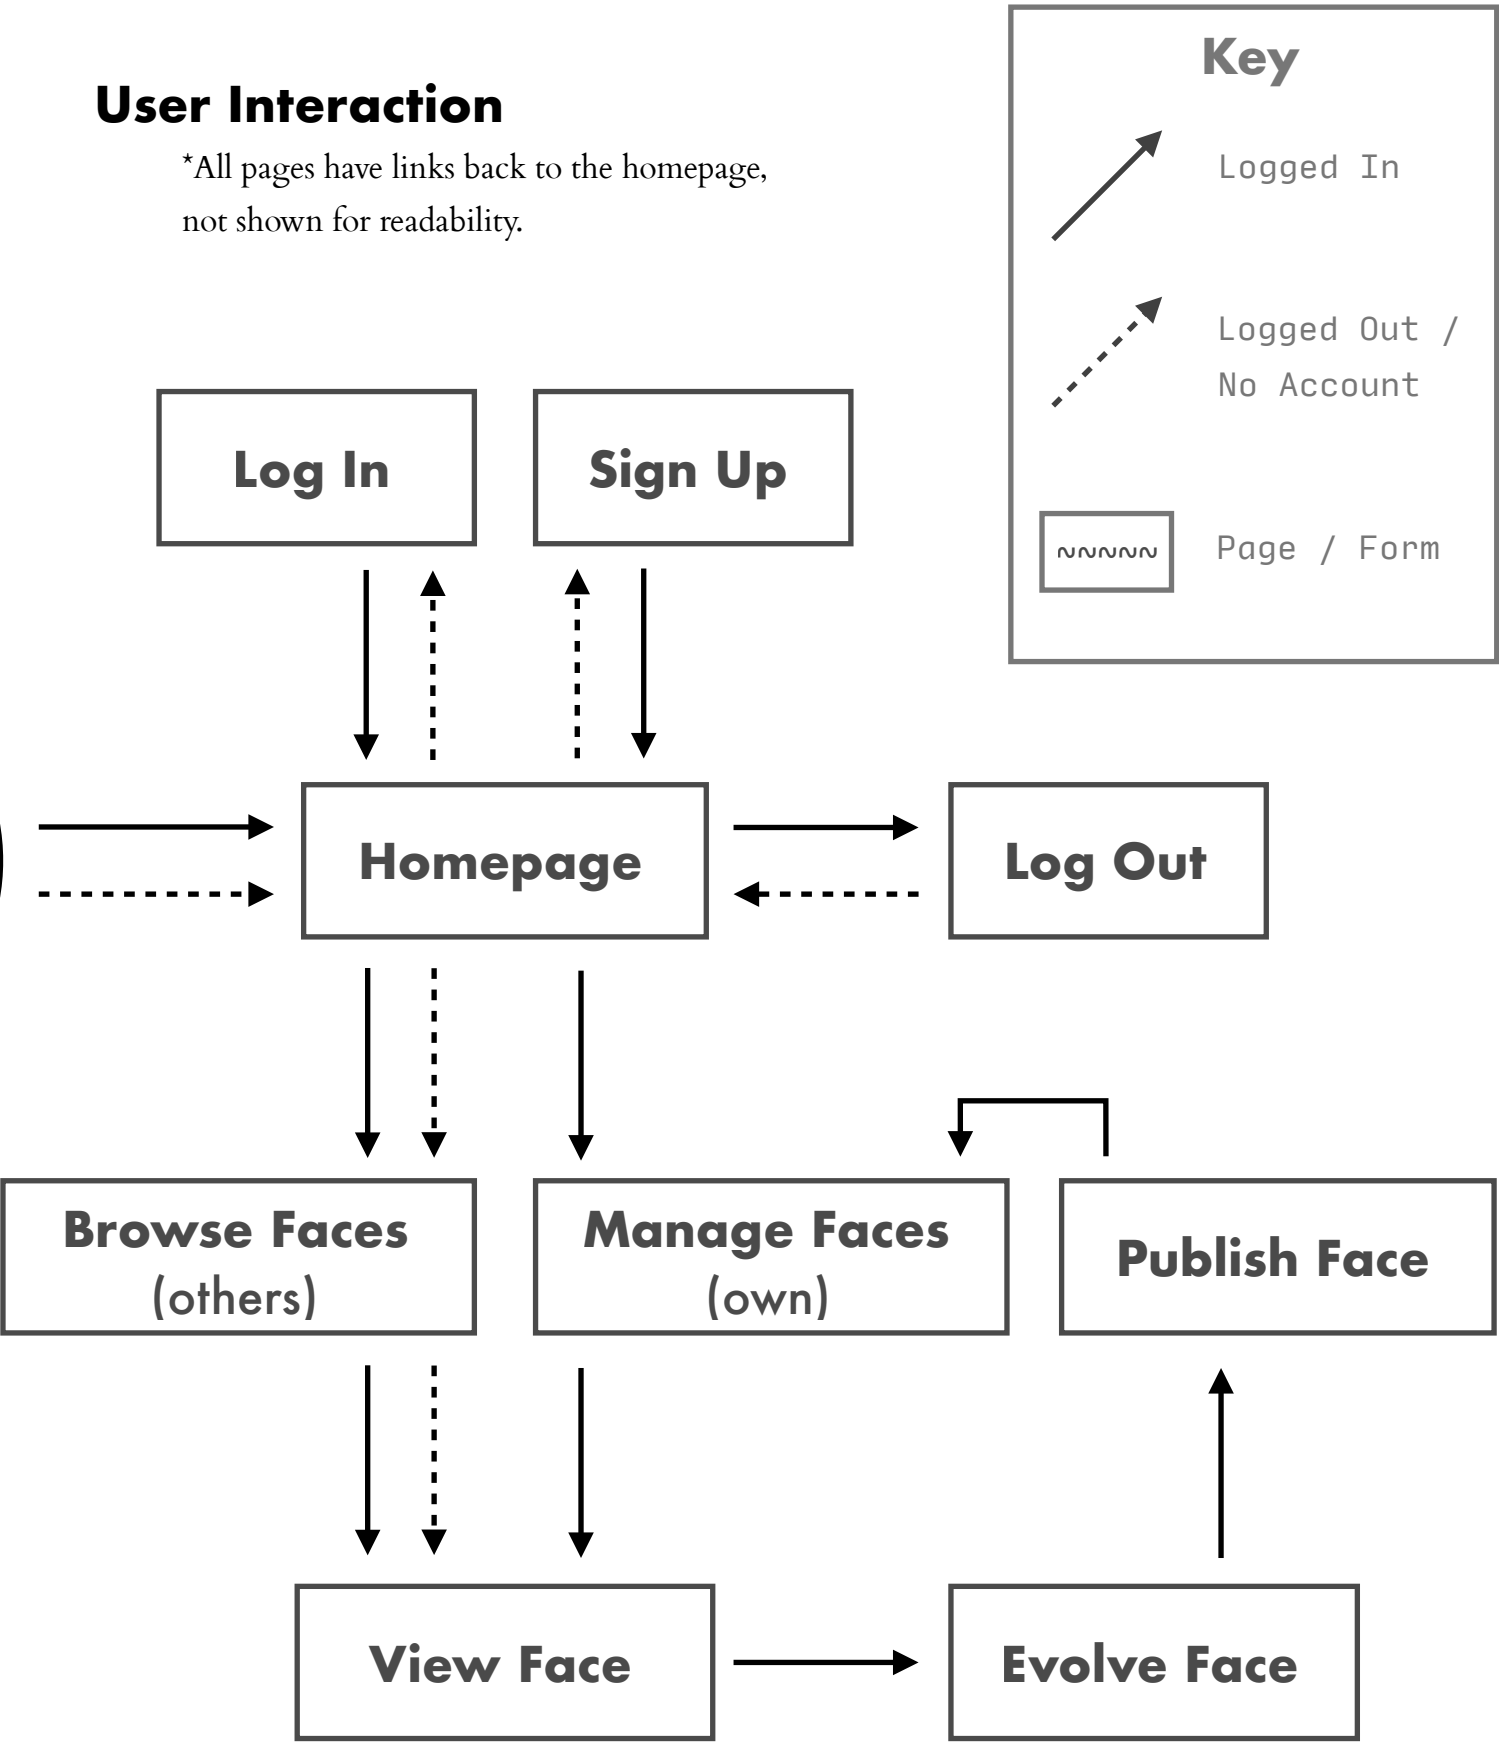 User Interaction
*All pages have links back to the homepage,
not shown for readability.
Key
Logged In
Logged Out /
No Account
Page / Form
Log In
Sign Up
Homepage
Log Out
Browse Faces
(others)
Manage Faces
(own)
Publish Face
View Face
Evolve Face